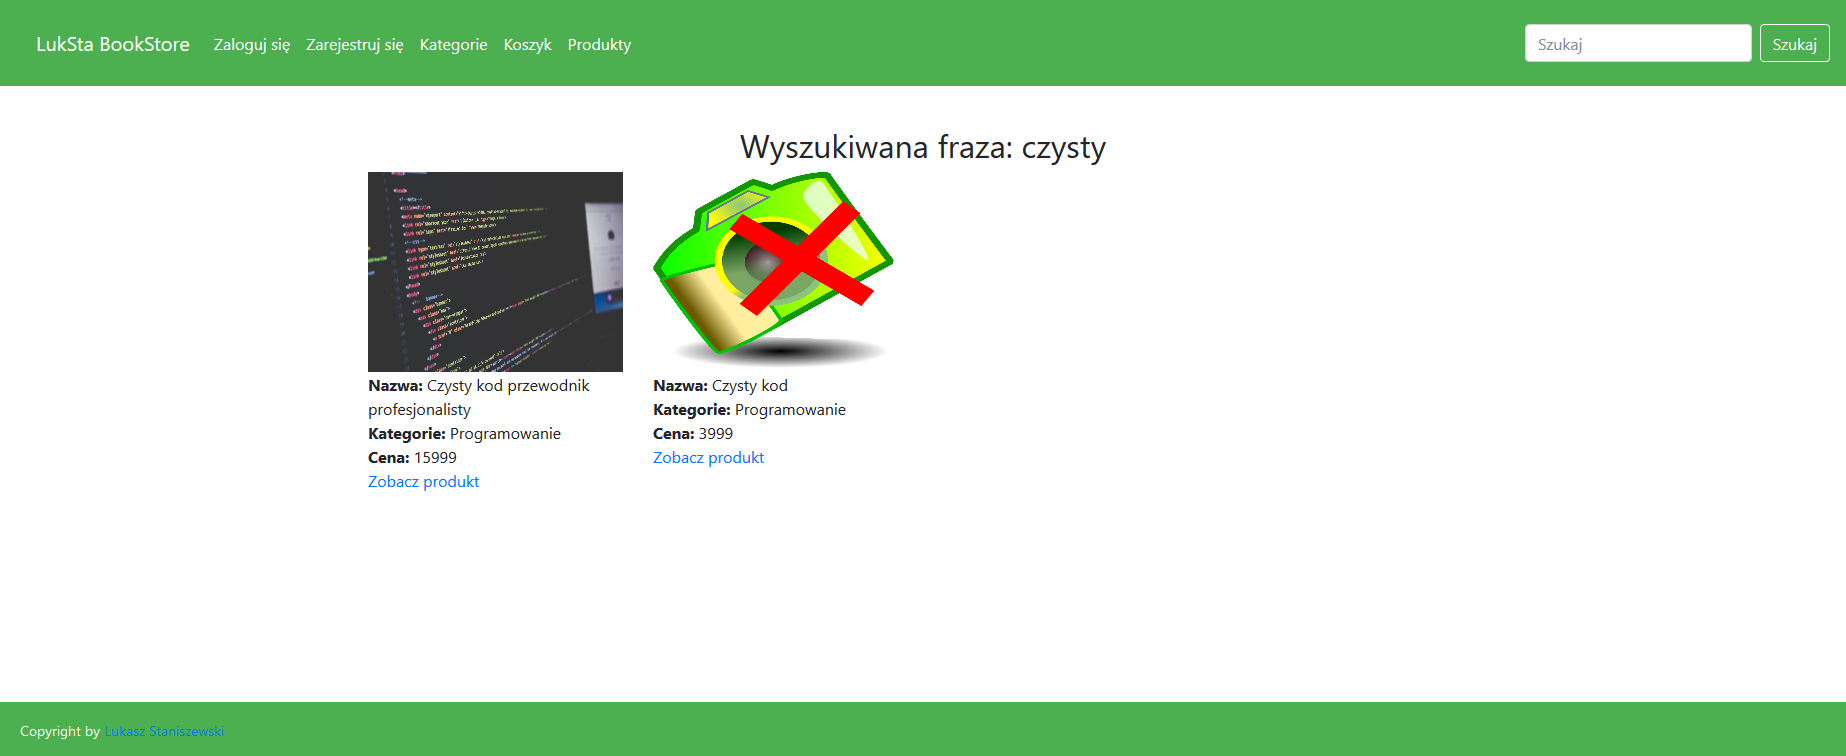 LukSta BookStore Zaloguj się Zarejestruj się Kategorie Koszyk Produkty Szukaj Szukaj
Wyszukiwana fraza: czysty
Nazwa: Czysty kod przewodnik
profesjonalisty
Kategorie: Programowanie
Cena: 15999
Zobacz produkt
Nazwa: Czysty kod
Kategorie: Programowanie
Cena: 3999
Zobacz produkt
Copyright by Lukasz Staniszewski